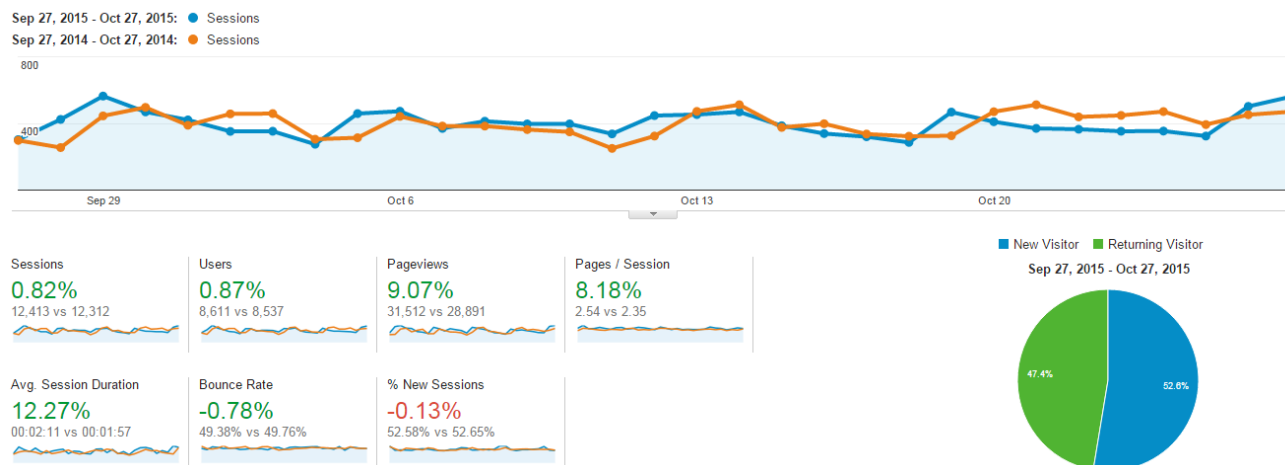 Sep 27, 2015 - Oct 27, 2015: Sessions
Sep 27, 2014 - Oct 27, 2014: Sessions
800
400
Sep 29 Oct 6 Oct 13 Oct 20
New Visitor Returning Visitor
Sep 27, 2015 - Oct 27, 2015
47.4% 52.6%
Sessions
0.82%
12,413 vs 12,312
Users
0.87%
8,611 vs 8,537
Pageviews
9.07%
31,512 vs 28,891
Pages / Session
8.18%
2.54 vs 2.35
Avg. Session Duration
12.27%
00:02:11 vs 00:01:57
Bounce Rate
-0.78%
49.38% vs 49.76%
% New Sessions
-0.13%
52.58% vs 52.65%